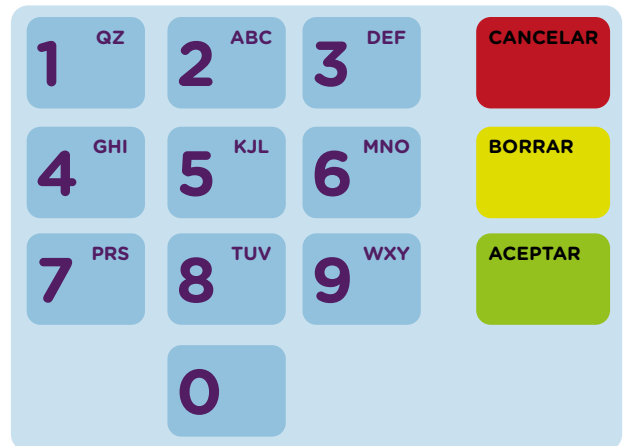 1 QZ 2 ABC 3 DEF CANCELAR
4 GHI 5 KJL 6 MNO BORRAR
7 PRS 8 TUV 9 WXY ACEPTAR
0